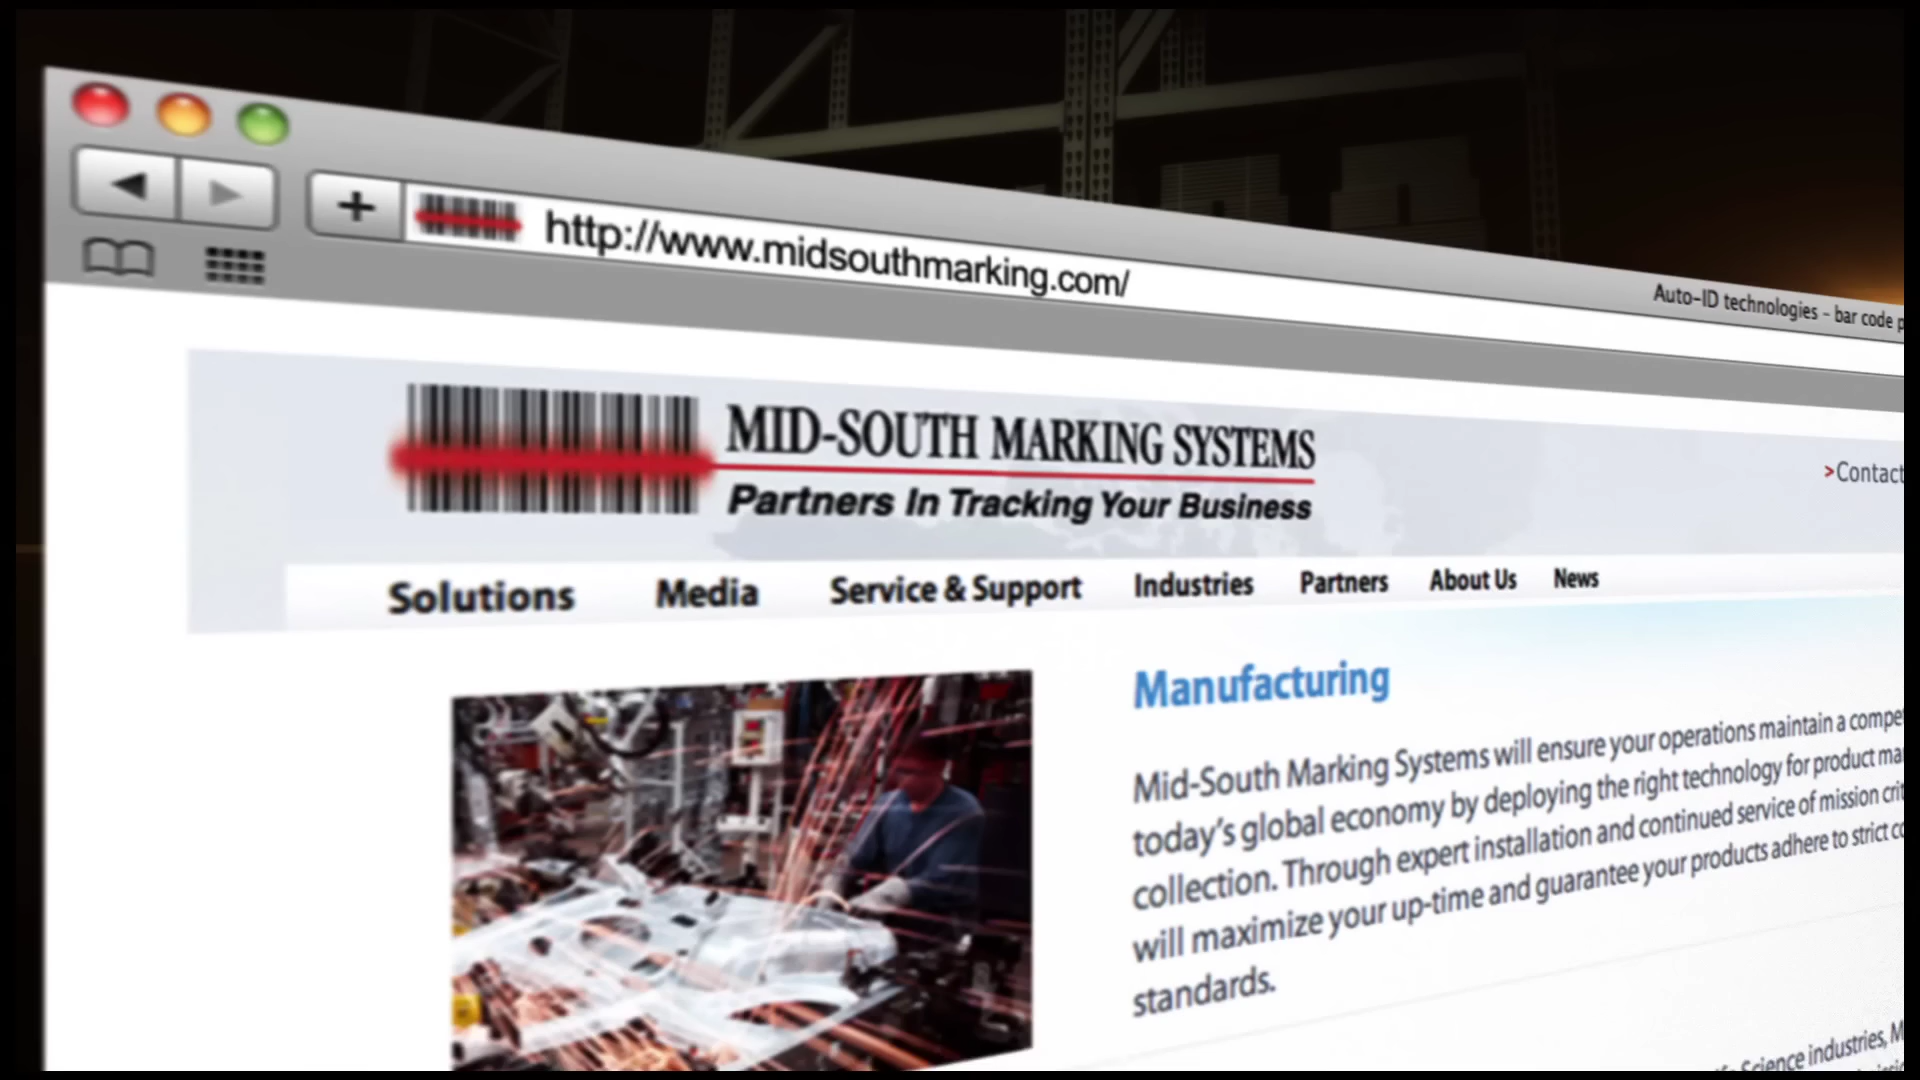 http://www.midsouthmarking.com/
Auto-ID technologies - bar code
MID-SOUTH MARKING SYSTEMS
Partners In Tracking Your Business
>Contact
Solutions Media Service & Support Industries Partners About Us News
Manufacturing
Mid-South Marking Systems will ensure your operations maintain a
today's global economy by deploying the right technology for product
collection. Through expert installation and continued service of mission
will maximize your up-time and guarantee your products adhere to strict
standards.
Science industries,